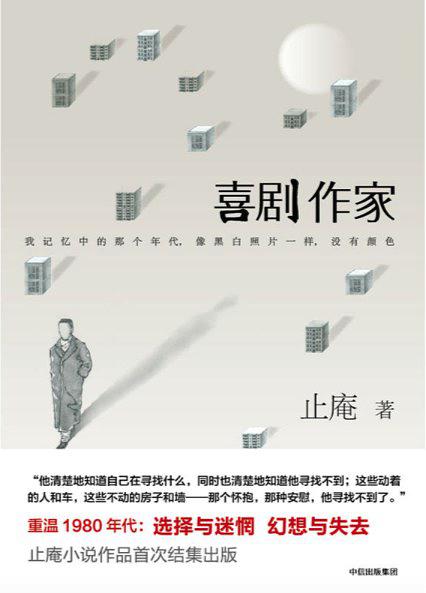 喜剧作家
我记忆中的那个年代，像黑白照片一样，没有颜色
止庵 著
“他清楚地知道自己在寻找什么，同时也清楚地知道他寻找不到；这些动着
的人和车，这些不动的房子和墙——那个怀抱，那种安慰，他寻找不到了。”
重温 1980 年代：选择与迷惘 幻想与失去
止庵小说作品首次结集出版
中信出版集团